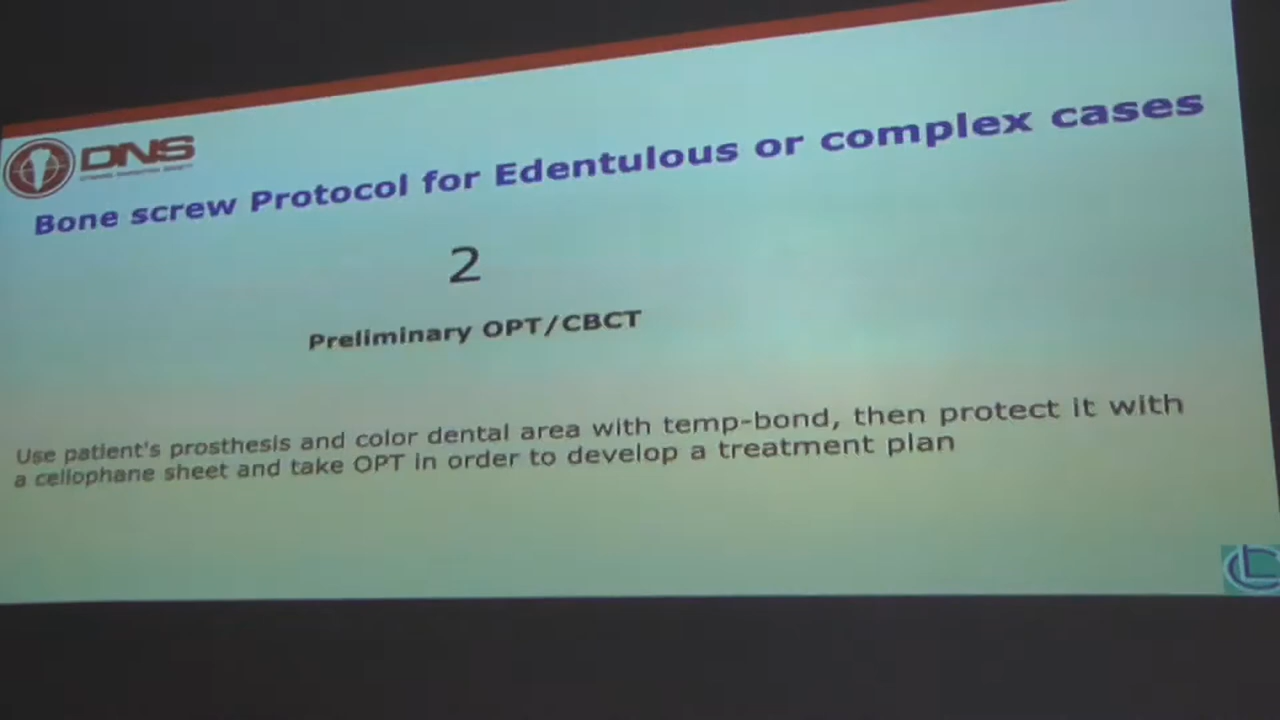 DNS
Bone screw Protocol for Edentulous or complex cases
2
Preliminary OPT/CBCT
Use patient's prosthesis and color dental area with temp-bond, then protect it with
a cellophane sheet and take OPT in order to develop a treatment plan